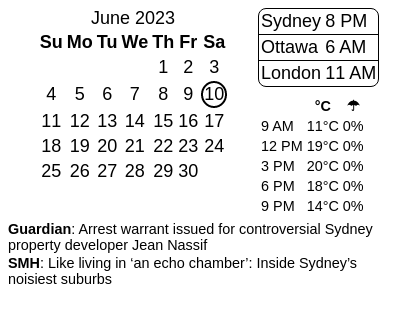 June 2023
Su Mo Tu We Th Fr Sa
1 2 3
4 5 6 7 8 9 10
11 12 13 14 15 16 17
18 19 20 21 22 23 24
25 26 27 28 29 30
Sydney 8 PM
Ottawa 6 AM
London 11 AM
°C ☂
9 AM 11°C 0%
12 PM 19°C 0%
3 PM 20°C 0%
6 PM 18°C 0%
9 PM 14°C 0%
Guardian: Arrest warrant issued for controversial Sydney
property developer Jean Nassif
SMH: Like living in ‘an echo chamber’: Inside Sydney’s
noisiest suburbs